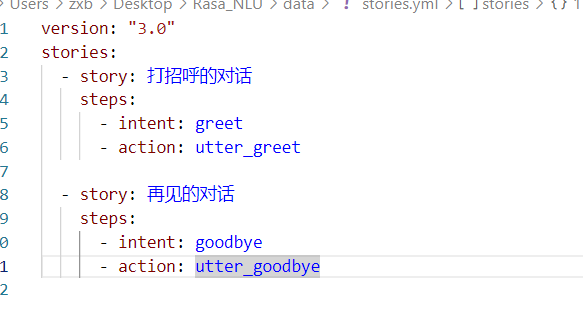 Users > zxb > Desktop > Rasa_NLU > data > ! stories.yml > [ ] stories > {} 1
1 version: "3.0"
2 stories:
3 - story: 打招呼的对话
4 steps:
5 - intent: greet
6 - action: utter_greet
7
8 - story: 再见的对话
9 steps:
0 - intent: goodbye
1 - action: utter_goodbye
2